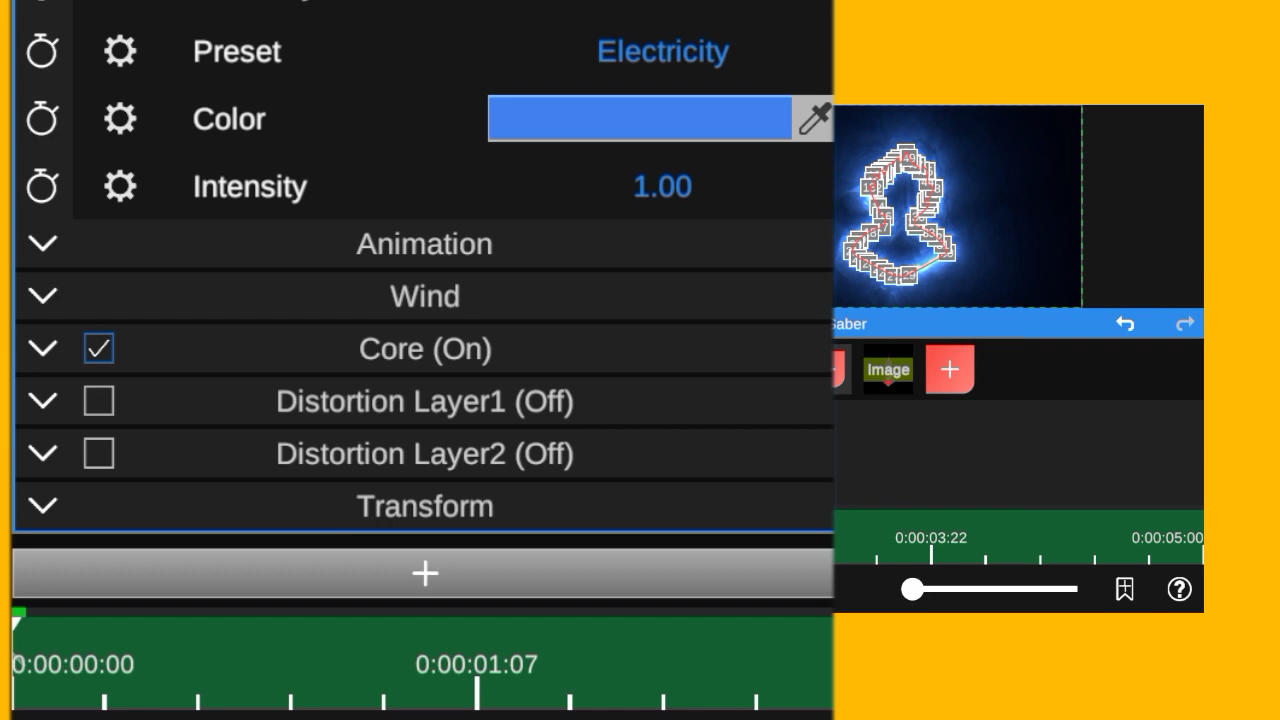 Preset Electricity
Color
Intensity 1.00
Animation
Wind
Core (On)
Distortion Layer1 (Off)
Distortion Layer2 (Off)
Transform
0:00:00:00 0:00:01:07
Saber
Image
0:00:03:22 0:00:05:00